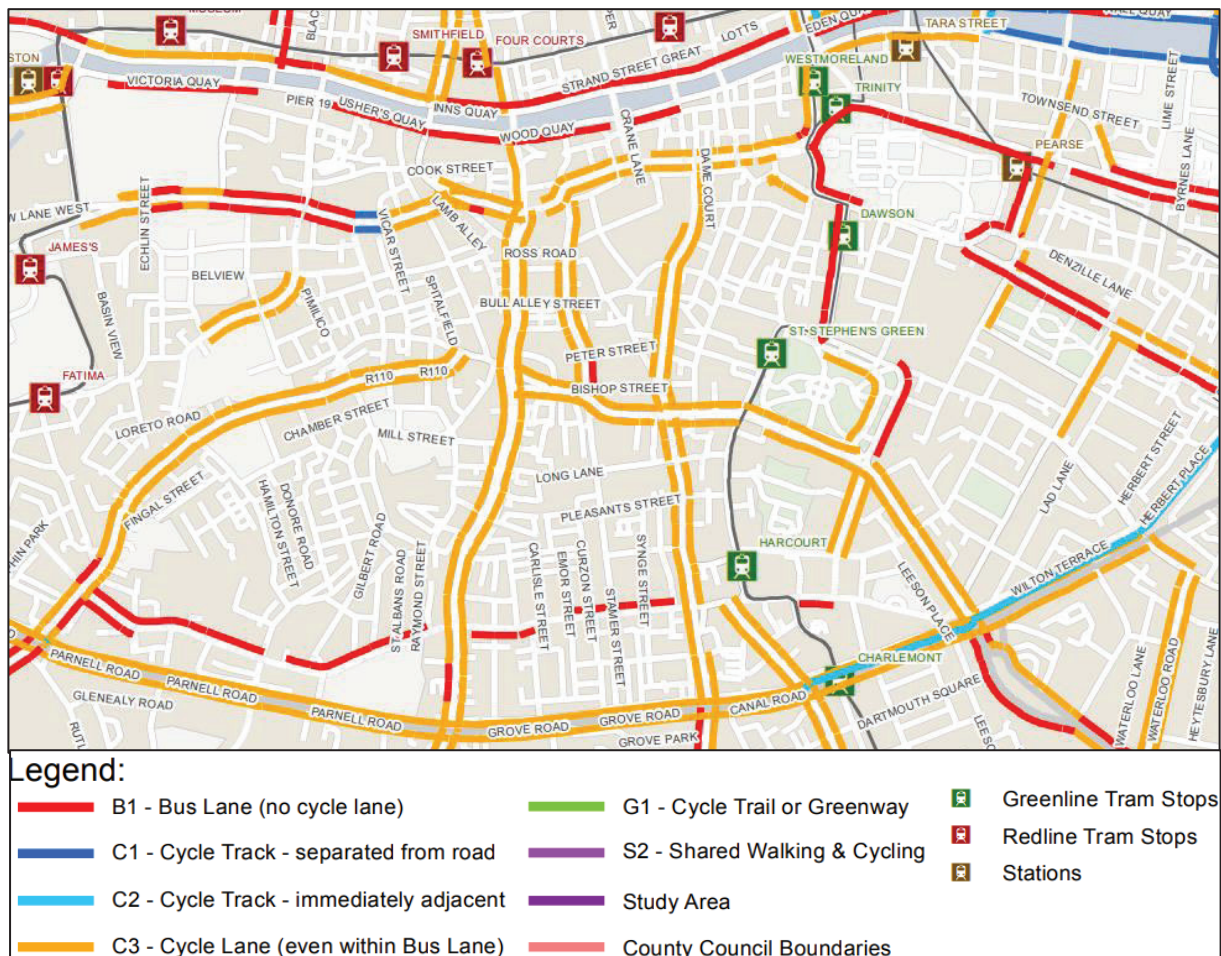 MUSEUM
BLAC
SMITHFIELD
FOUR COURTS
PER
LOTTS
EDEN QUAY
TARA STREET
WALL QUAY
STON
VICTORIA QUAY
STRAND STREET GREAT
WESTMORELAND
TRINITY
PIER 19
USHER'S QUAY
INNS QUAY
WOOD QUAY
CRANE LANE
TOWNSEND STREET
LIME STREET
PEARSE
BYRNES LANE
COOK STREET
DAME COURT
W LANE WEST
ECHLIN STREET
LAMB ALLEY
VICAR STREET
DAWSON
JAMES'S
ROSS ROAD
BELVIEW
DENZILLE LANE
BASIN VIEW
PIMILICO
SPITALFIELD
BULL ALLEY STREET
ST. STEPHEN'S GREEN
PETER STREET
FATIMA
R110
R110
BISHOP STREET
LORETO ROAD
CHAMBER STREET
MILL STREET
HERBERT STREET
LONG LANE
LAD LANE
HERBERT PLACE
FINGAL STREET
HAMILTON STREET
DONORE ROAD
PLEASANTS STREET
HIN PARK
GILBERT ROAD
ST ALBANS ROAD
RAYMOND STREET
CARLISLE STREET
EMOR STREET
CURZON STREET
STAMER STREET
SYNGE STREET
HARCOURT
LEESON PLACE
WILTON TERRACE
D
PARNELL ROAD
PARNELL ROAD
PARNELL ROAD
GLENEALY ROAD
RUTL
GROVE ROAD
GROVE ROAD
GROVE PARK
CANAL ROAD
CHARLEMONT
DARTMOUTH SQUARE
LEESO
WATERLOO LANE
WATERLOO ROAD
HEYTESBURY LANE
Legend:
B1 - Bus Lane (no cycle lane)
C1 - Cycle Track - separated from road
C2 - Cycle Track - immediately adjacent
C3 - Cycle Lane (even within Bus Lane)
G1 - Cycle Trail or Greenway
S2 - Shared Walking & Cycling
Study Area
County Council Boundaries
Greenline Tram Stops
Redline Tram Stops
Stations